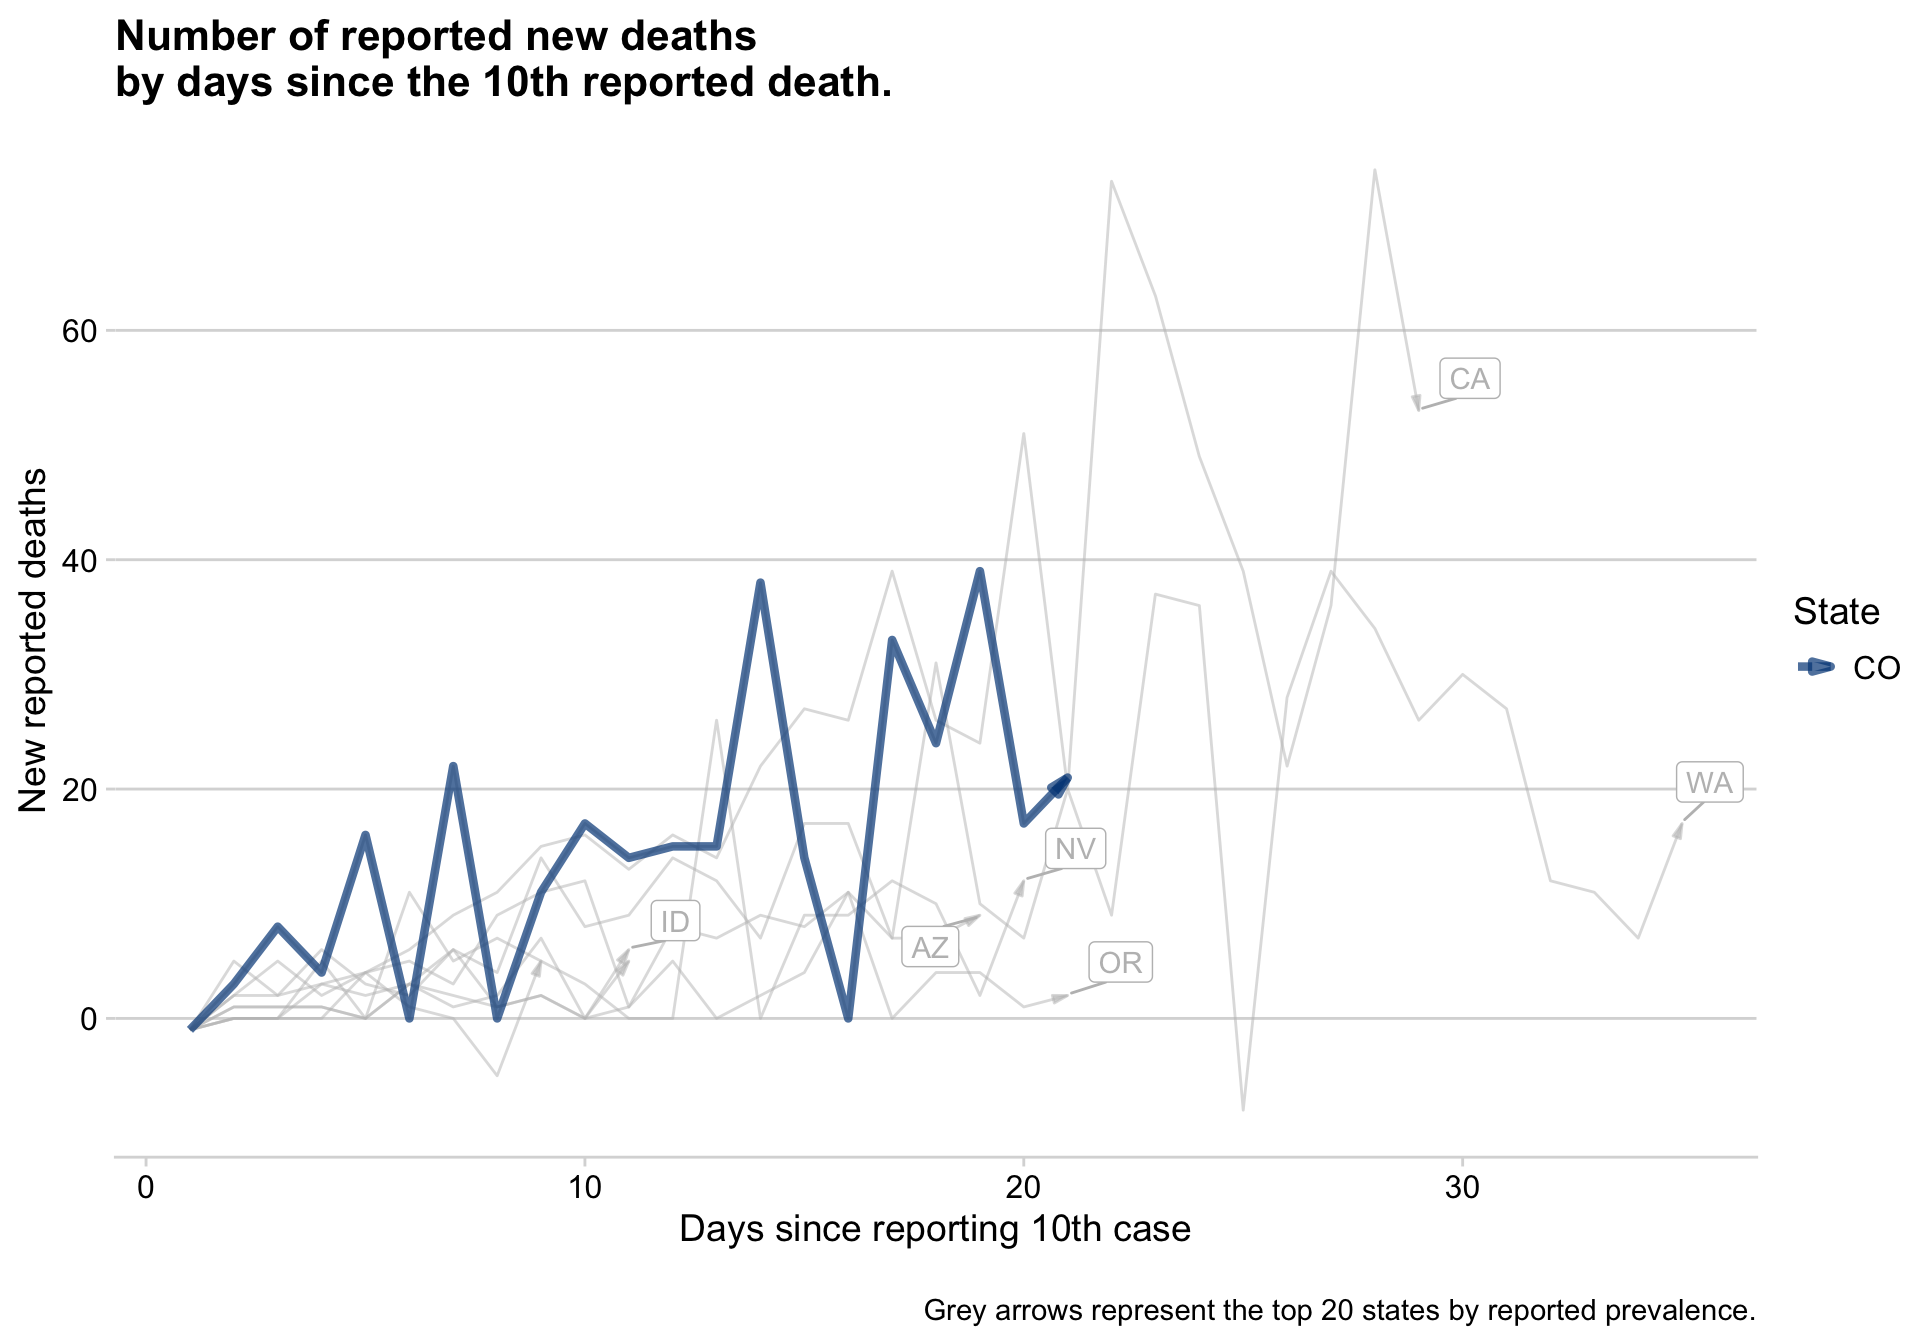 Number of reported new deaths
by days since the 10th reported death.
New reported deaths
60
40
20
0
CA
WA
NV
ID
AZ
OR
State
CO
0
10
20
30
Days since reporting 10th case
Grey arrows represent the top 20 states by reported prevalence.